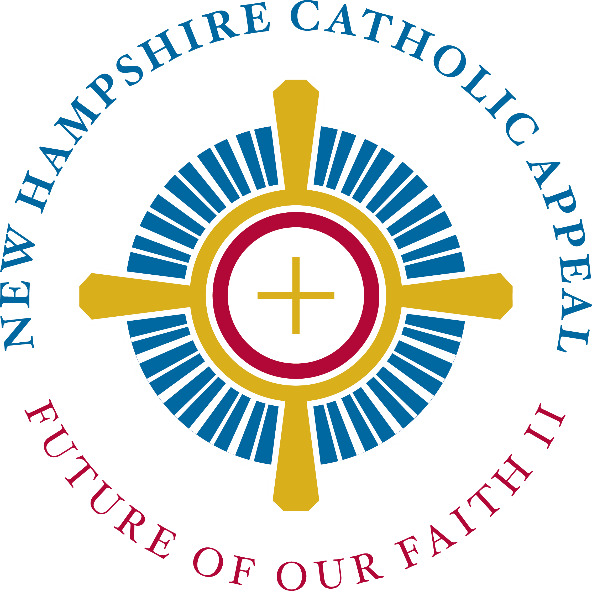 NEW HAMPSHIRE CATHOLIC APPEAL
FUTURE OF OUR FAITH II